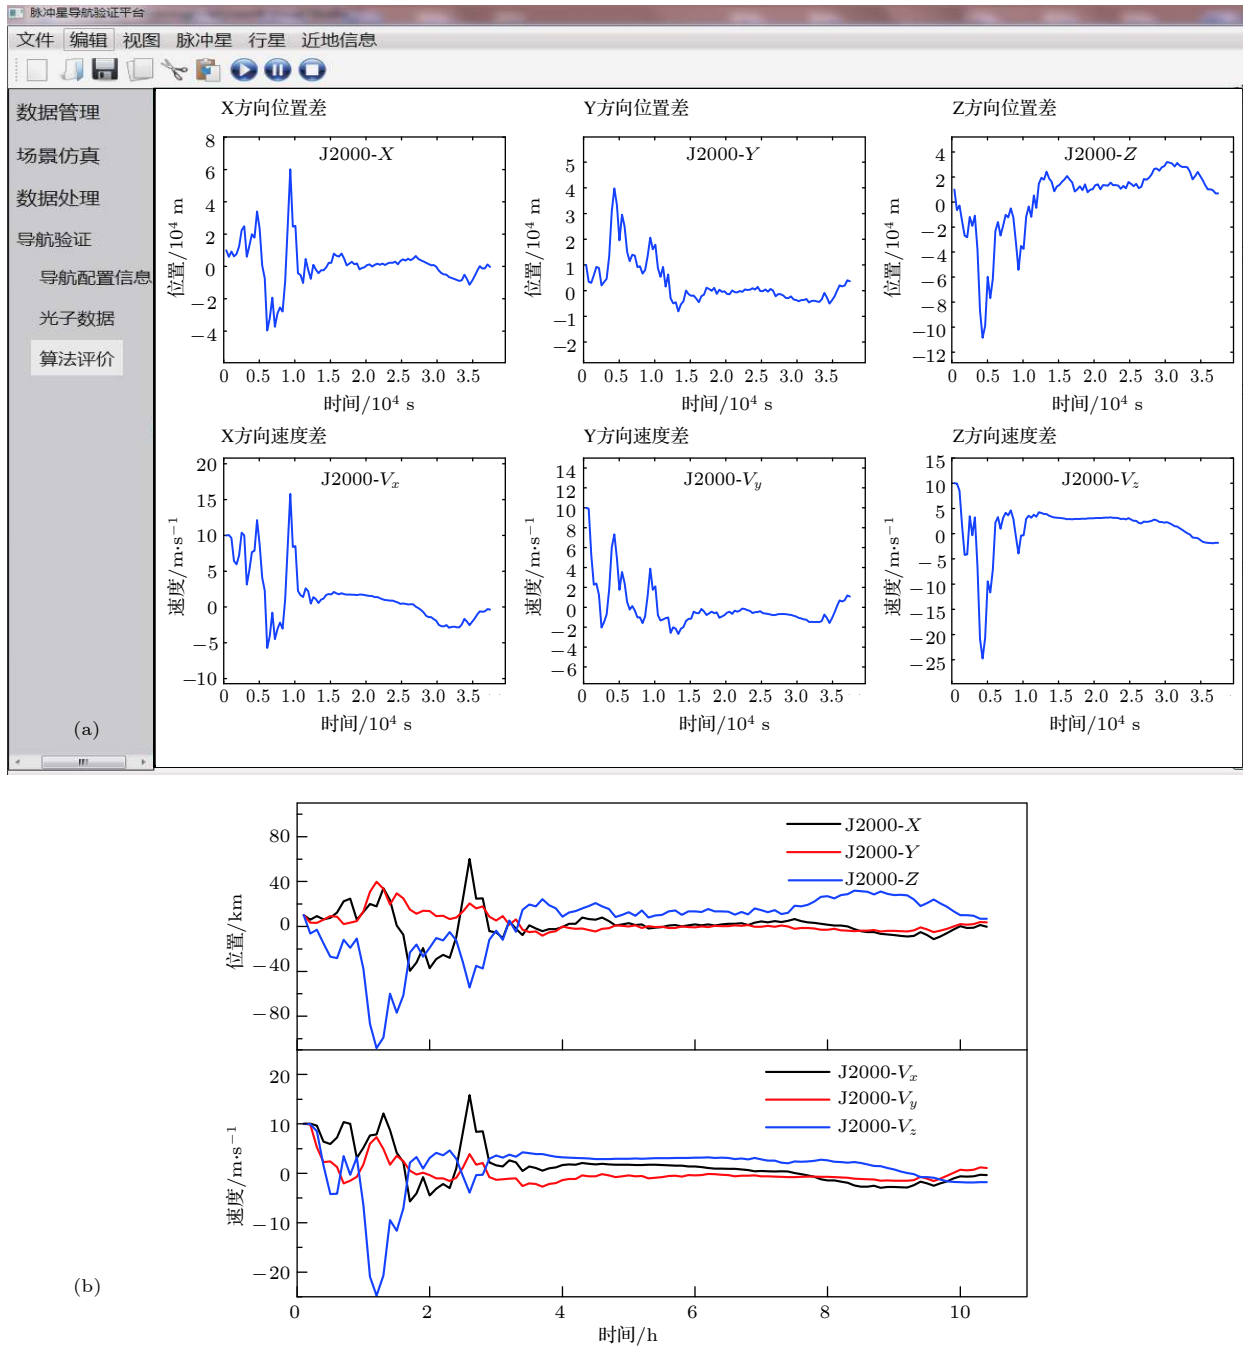 脉冲星导航验证平台
文件 编辑 视图 脉冲星 行星 近地信息
数据管理
场景仿真
数据处理
导航验证
导航配置信息
光子数据
算法评价
(a)
X方向位置差
J2000-X
位置/10⁴ m
8
6
4
2
0
−2
−4
0 0.5 1.0 1.5 2.0 2.5 3.0 3.5
时间/10⁴ s
Y方向位置差
J2000-Y
位置/10⁴ m
5
4
3
2
1
0
−1
−2
0 0.5 1.0 1.5 2.0 2.5 3.0 3.5
时间/10⁴ s
Z方向位置差
J2000-Z
位置/10⁴ m
4
2
0
−2
−4
−6
−8
−10
−12
0 0.5 1.0 1.5 2.0 2.5 3.0 3.5
时间/10⁴ s
X方向速度差
J2000-Vₓ
速度/m·s⁻¹
20
15
10
5
0
−5
−10
0 0.5 1.0 1.5 2.0 2.5 3.0 3.5
时间/10⁴ s
Y方向速度差
J2000-V_y
速度/m·s⁻¹
14
12
10
8
6
4
2
0
−2
−4
−6
0 0.5 1.0 1.5 2.0 2.5 3.0 3.5
时间/10⁴ s
Z方向速度差
J2000-V_z
速度/m·s⁻¹
15
10
5
0
−5
−10
−15
−20
−25
0 0.5 1.0 1.5 2.0 2.5 3.0 3.5
时间/10⁴ s
(b)
J2000-X
J2000-Y
J2000-Z
位置/km
80
40
0
−40
−80
J2000-Vₓ
J2000-V_y
J2000-V_z
速度/m·s⁻¹
20
10
0
−10
−20
0 2 4 6 8 10
时间/h